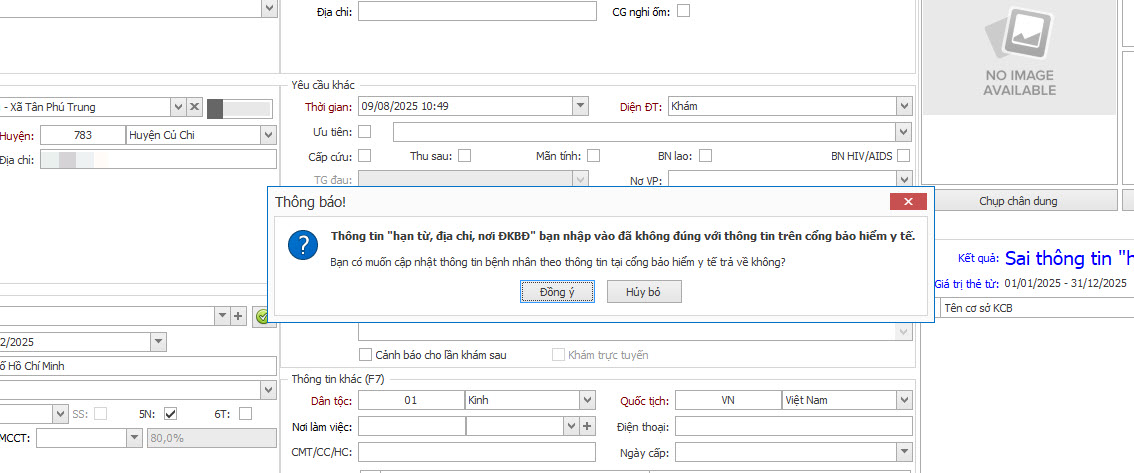 Địa chỉ:
CG nghỉ ốm:
NO IMAGE
AVAILABLE
Yêu cầu khác
- Xã Tân Phú Trung
Thời gian: 09/08/2025 10:49
Diện ĐT: Khám
Huyện: 783 Huyện Củ Chi
Ưu tiên:
Địa chỉ:
Cấp cứu: Thu sau: Mãn tính: BN lao: BN HIV/AIDS
TG đau:
Nợ VP:
Chụp chân dung
Thông báo!
Thông tin "hạn từ, địa chỉ, nơi ĐKBĐ" bạn nhập vào đã không đúng với thông tin trên cổng bảo hiểm y tế.
Bạn có muốn cập nhật thông tin bệnh nhân theo thông tin tại cổng bảo hiểm y tế trả về không?
Đồng ý
Hủy bỏ
Kết quả: Sai thông tin "h
Giá trị thẻ từ: 01/01/2025 - 31/12/2025
Tên cơ sở KCB
2/2025
ố Hồ Chí Minh
Cảnh báo cho lần khám sau
Khám trực tuyến
Thông tin khác (F7)
Dân tộc: 01 Kinh
Quốc tịch: VN Việt Nam
SS: 5N: 6T:
Nơi làm việc:
Điện thoại:
MCCT: 80,0%
CMT/CC/HC:
Ngày cấp: